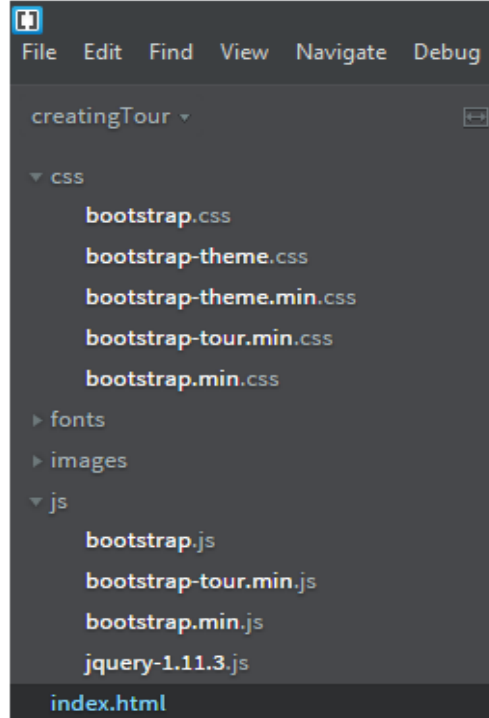 File Edit Find View Navigate Debug
creatingTour
css
bootstrap.css
bootstrap-theme.css
bootstrap-theme.min.css
bootstrap-tour.min.css
bootstrap.min.css
fonts
images
js
bootstrap.js
bootstrap-tour.min.js
bootstrap.min.js
jquery-1.11.3.js
index.html